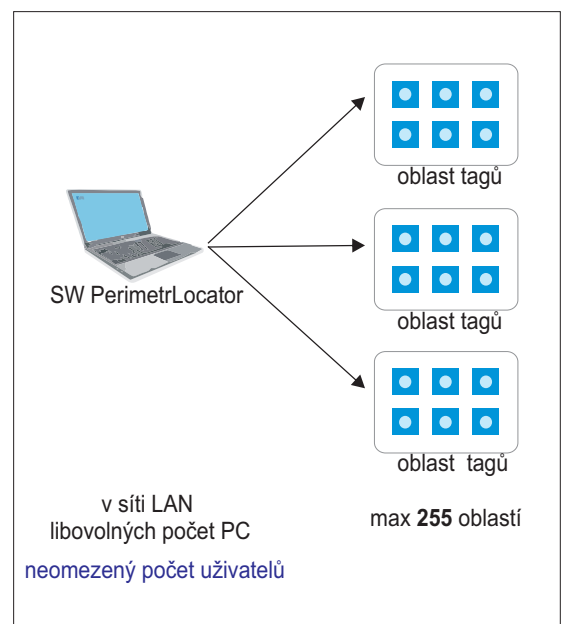 oblast tagů
SW PerimetrLocator
oblast tagů
oblast tagů
v síti LAN
libovolných počet PC
max 255 oblastí
neomezený počet uživatelů